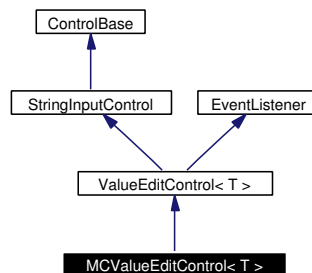 ControlBase
StringInputControl
EventListener
ValueEditControl< T >
MCValueEditControl< T >